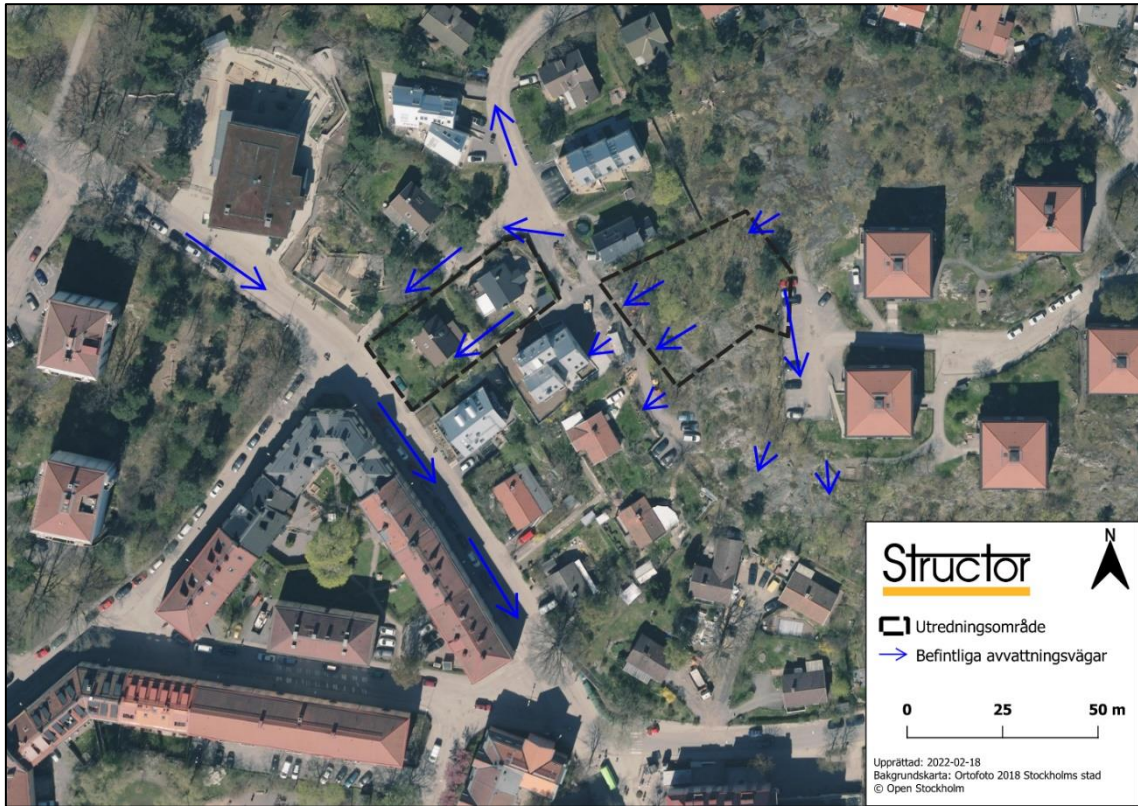 N
Structor
Utredningsområde
Befintliga avvattningsvägar
0 25 50 m
Upprättad: 2022-02-18
Bakgrundskarta: Ortofoto 2018 Stockholms stad
© Open Stockholm